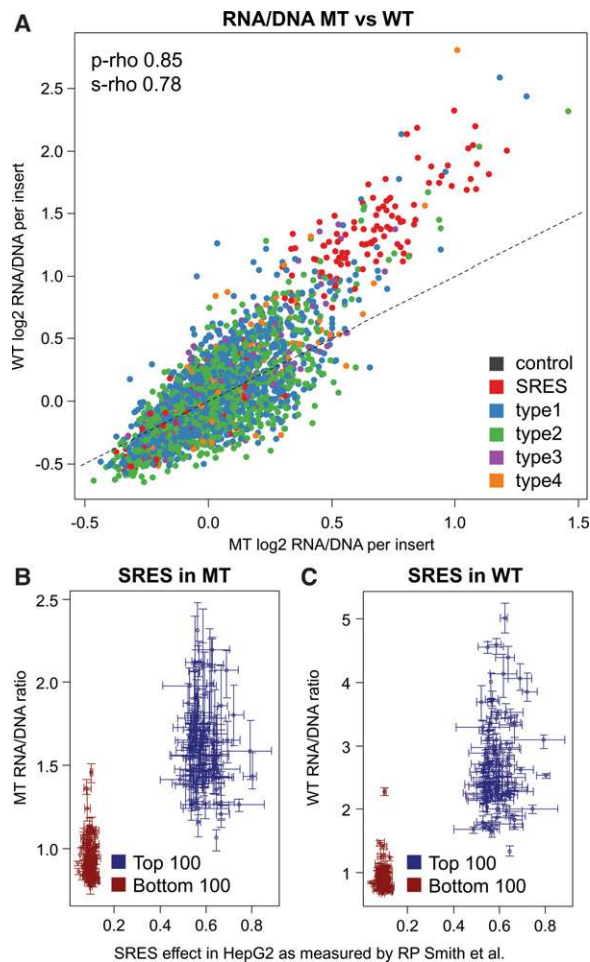 A
RNA/DNA MT vs WT
p-rho 0.85
s-rho 0.78
WT log2 RNA/DNA per insert
2.5
2.0
1.5
1.0
0.5
0.0
-0.5
control
SRES
type1
type2
type3
type4
-0.5 0.0 0.5 1.0 1.5
MT log2 RNA/DNA per insert
B
SRES in MT
MT RNA/DNA ratio
2.5
2.0
1.5
1.0
Top 100
Bottom 100
0.2 0.4 0.6 0.8
C
SRES in WT
WT RNA/DNA ratio
5
4
3
2
1
Top 100
Bottom 100
0.2 0.4 0.6 0.8
SRES effect in HepG2 as measured by RP Smith et al.